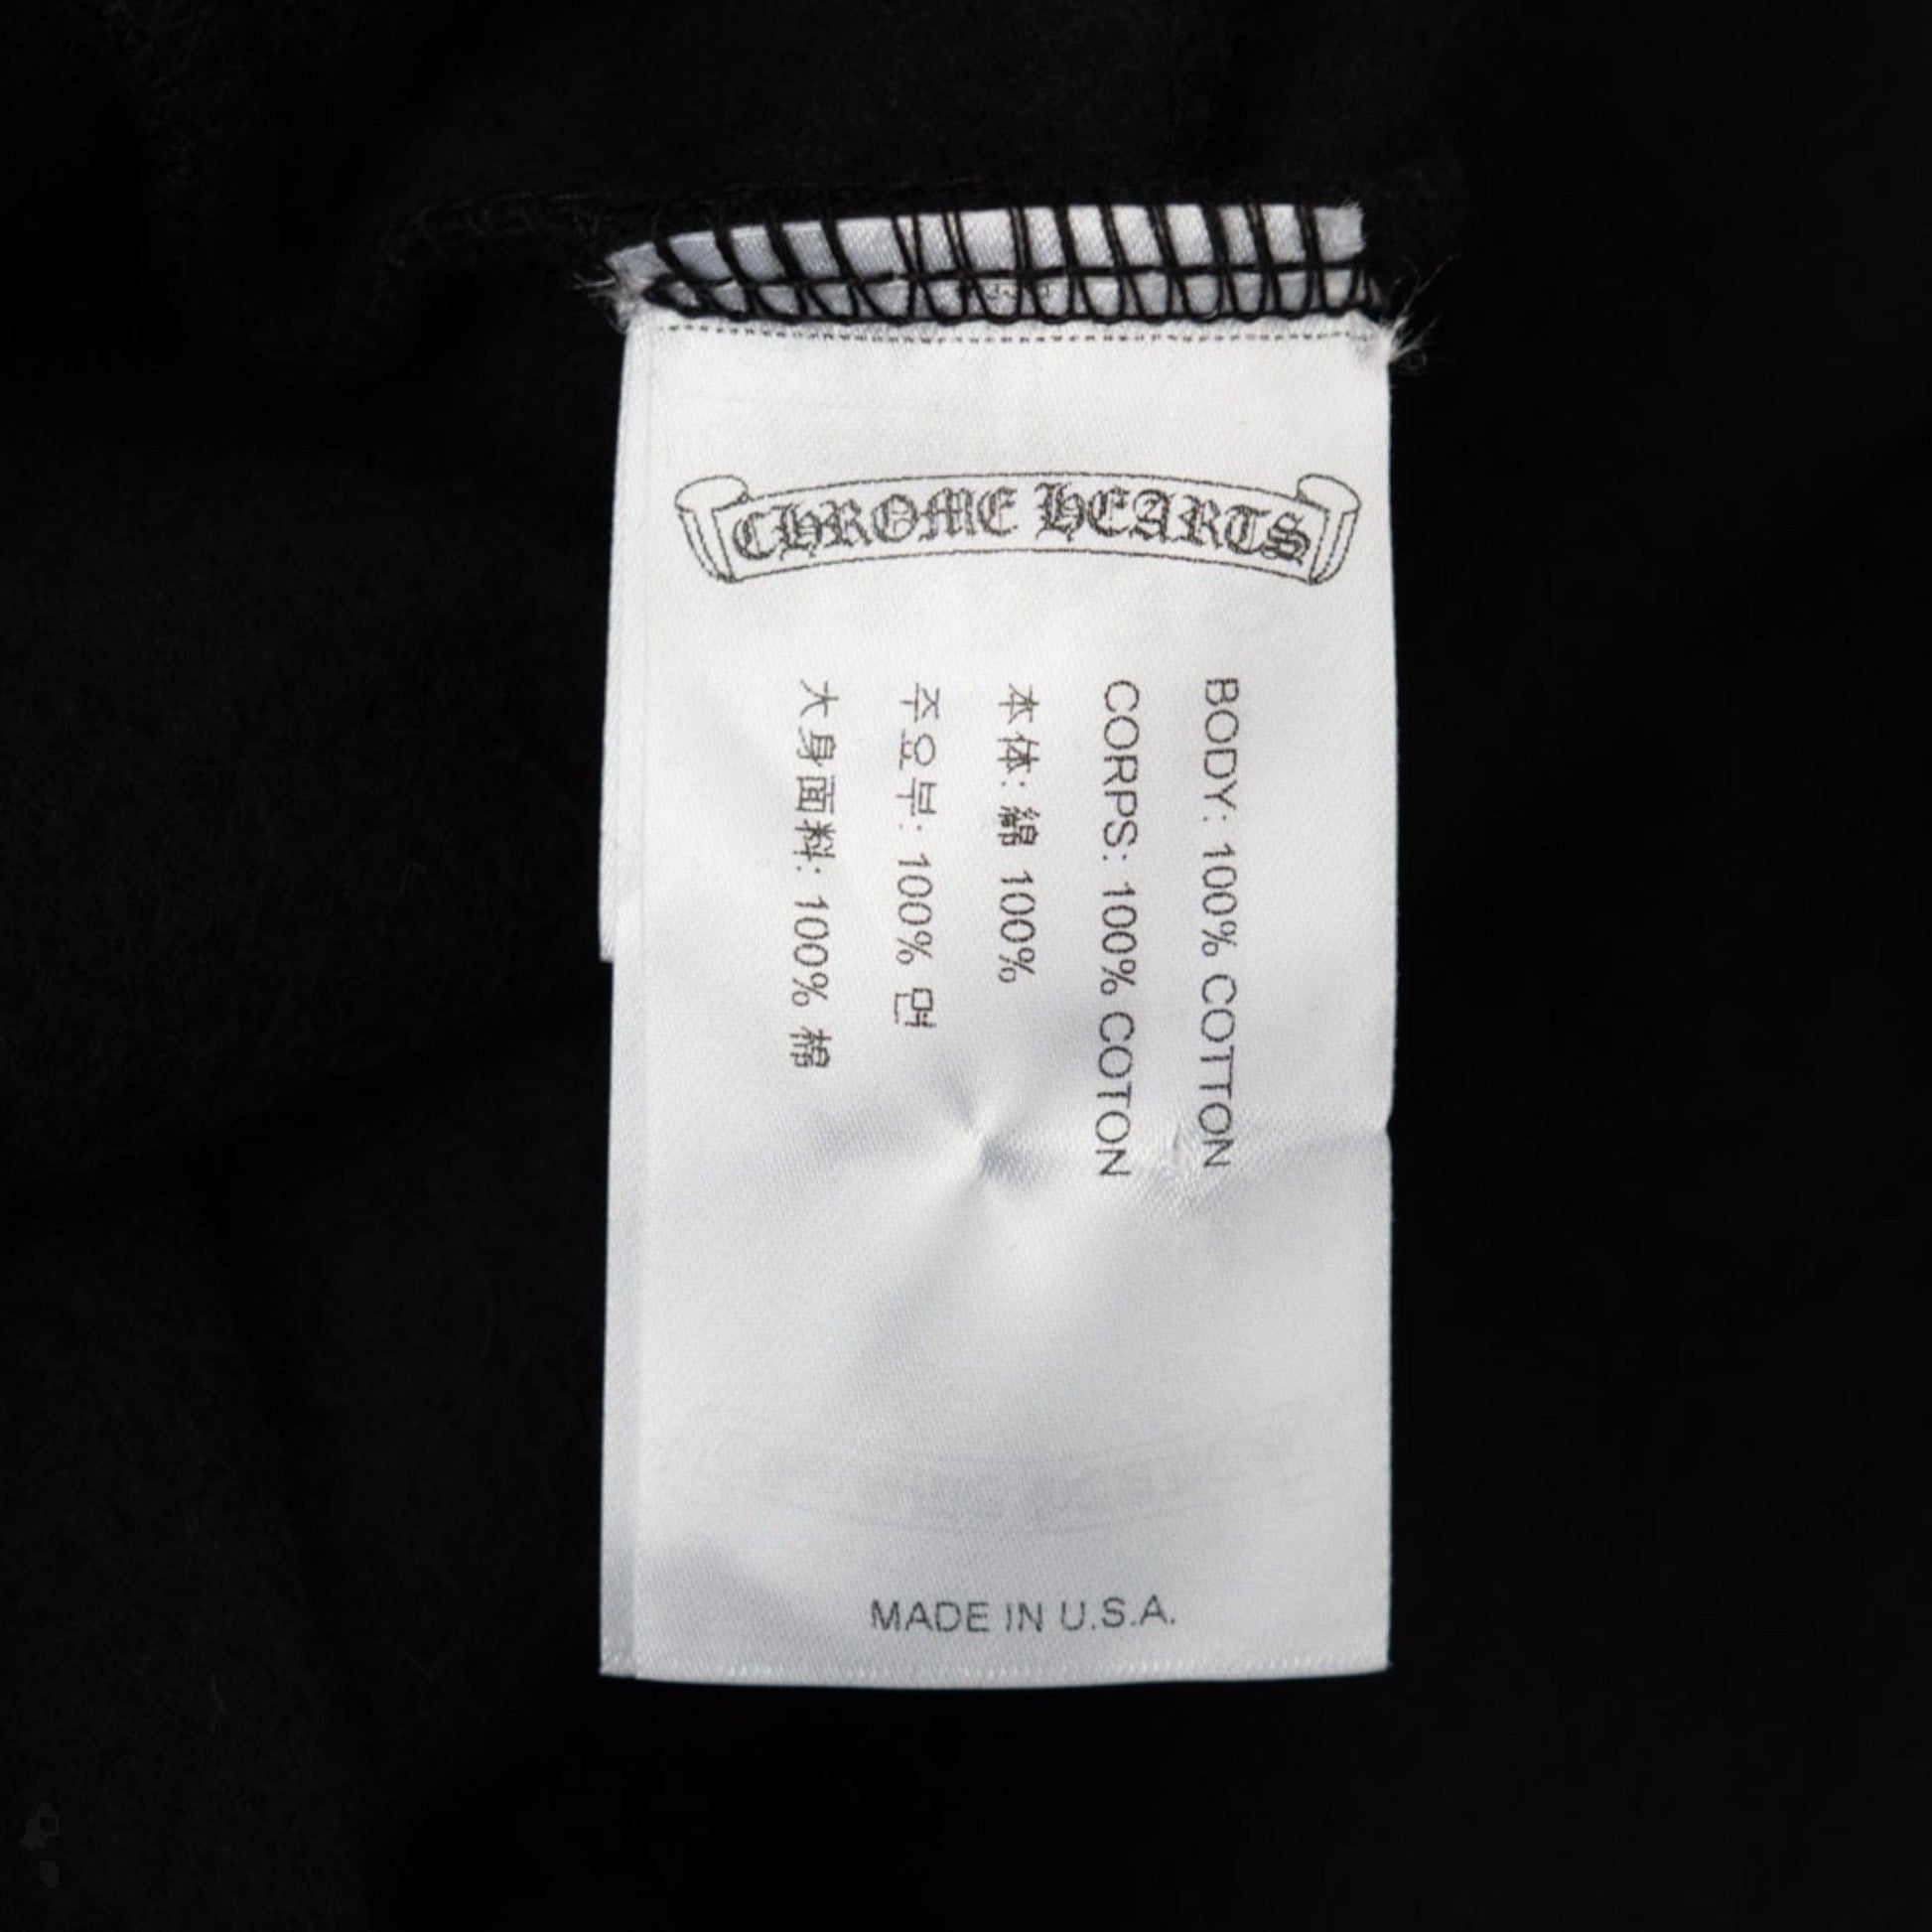 CHROME HEARTS
BODY: 100% COTTON
CORPS: 100% COTON
本体: 綿 100%
주요부: 100% 면
大身面料: 100% 棉
MADE IN U.S.A.